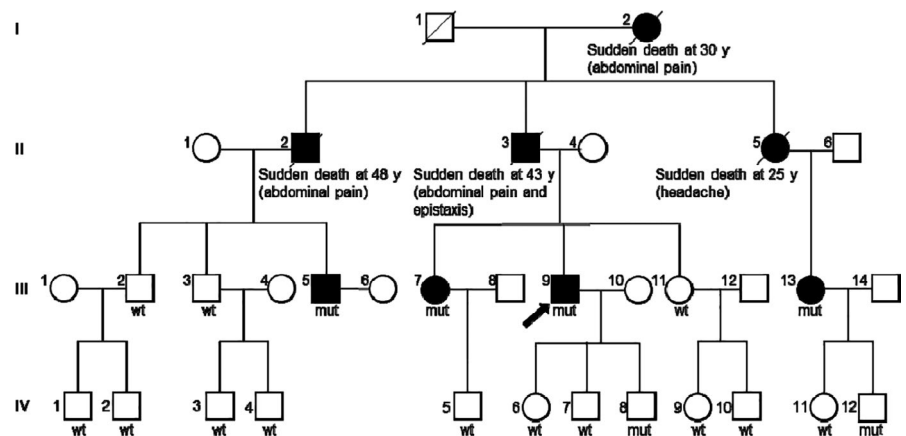 I
1
2
Sudden death at 30 y
(abdominal pain)
II
1
2
3
4
5
6
Sudden death at 48 y
(abdominal pain)
Sudden death at 43 y
(abdominal pain and
epistaxis)
Sudden death at 25 y
(headache)
III
1
2
3
4
5
6
7
8
9
10
11
12
13
14
wt
wt
mut
mut
mut
wt
mut
IV
1
2
3
4
5
6
7
8
9
10
11
12
wt
wt
wt
wt
wt
wt
wt
mut
wt
wt
wt
mut